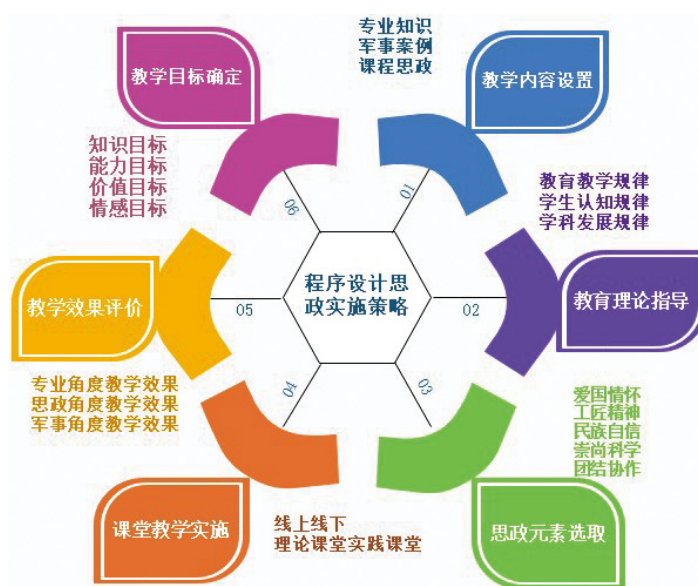 专业知识
军事案例
课程思政
教学目标确定
教学内容设置
知识目标
能力目标
价值目标
情感目标
教育教学规律
学生认知规律
学科发展规律
06
01
程序设计思
政实施策略
教学效果评价
05
02
教育理论指导
专业角度教学效果
思政角度教学效果
军事角度教学效果
04
03
爱国情怀
工匠精神
民族自信
崇尚科学
团结协作
课堂教学实施
线上线下
理论课堂实践课堂
思政元素选取